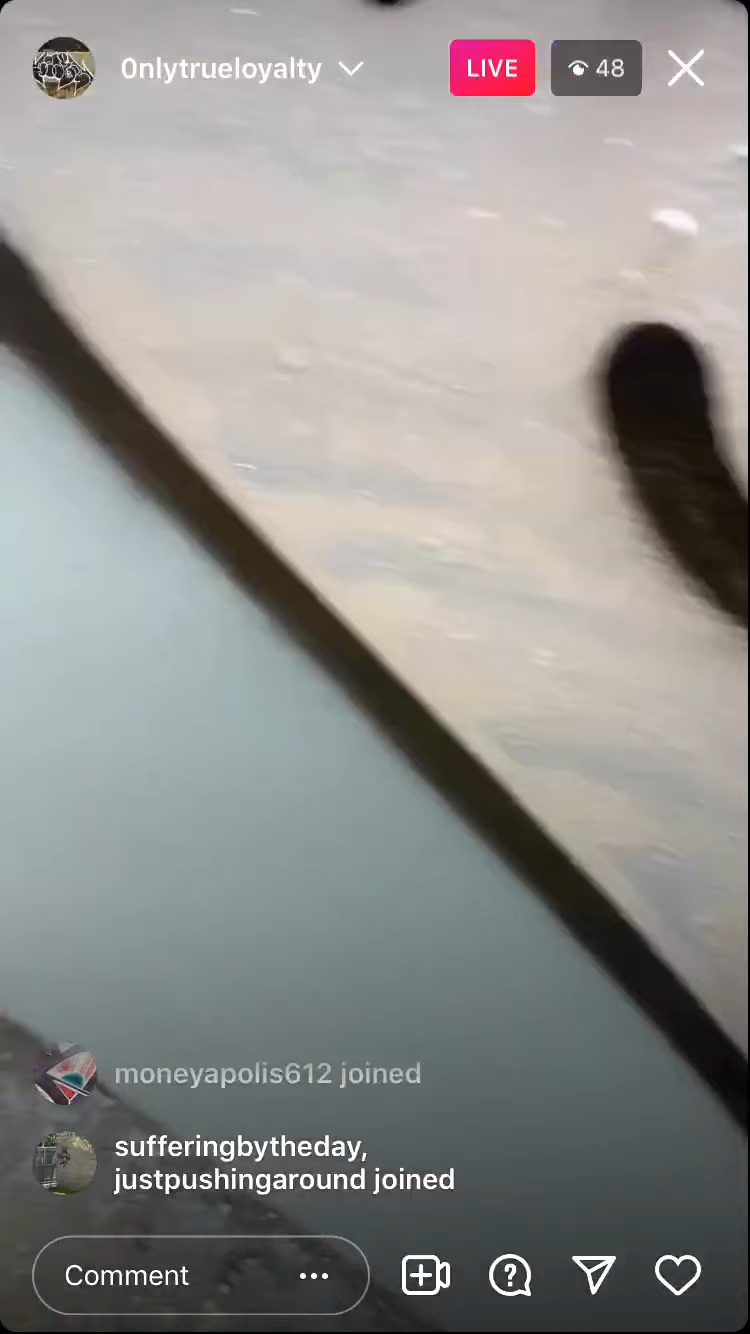 0nlytrueloyalty
LIVE
48
moneyapolis612 joined
sufferingbytheday,
justpushingaround joined
Comment